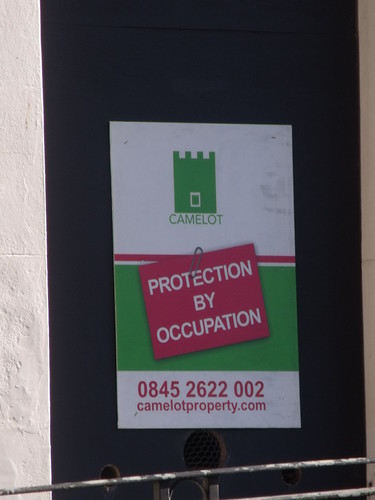 CAMELOT
PROTECTION
BY
OCCUPATION
0845 2622 002
camelotproperty.com